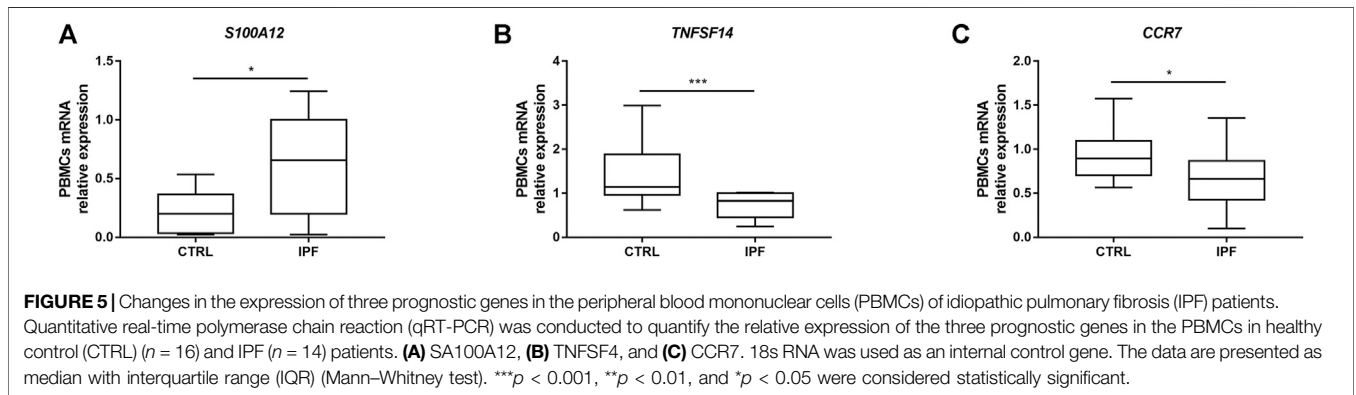 A
S100A12
PBMCs mRNA
relative expression
1.5
1.0
0.5
0.0
*
CTRL
IPF
B
TNFSF14
PBMCs mRNA
relative expression
4
3
2
1
0
***
CTRL
IPF
C
CCR7
PBMCs mRNA
relative expression
2.0
1.5
1.0
0.5
0.0
*
CTRL
IPF
FIGURE 5 | Changes in the expression of three prognostic genes in the peripheral blood mononuclear cells (PBMCs) of idiopathic pulmonary fibrosis (IPF) patients.
Quantitative real-time polymerase chain reaction (qRT-PCR) was conducted to quantify the relative expression of the three prognostic genes in the PBMCs in healthy
control (CTRL) (n = 16) and IPF (n = 14) patients. (A) SA100A12, (B) TNFSF4, and (C) CCR7. 18s RNA was used as an internal control gene. The data are presented as
median with interquartile range (IQR) (Mann–Whitney test). ***p < 0.001, **p < 0.01, and *p < 0.05 were considered statistically significant.